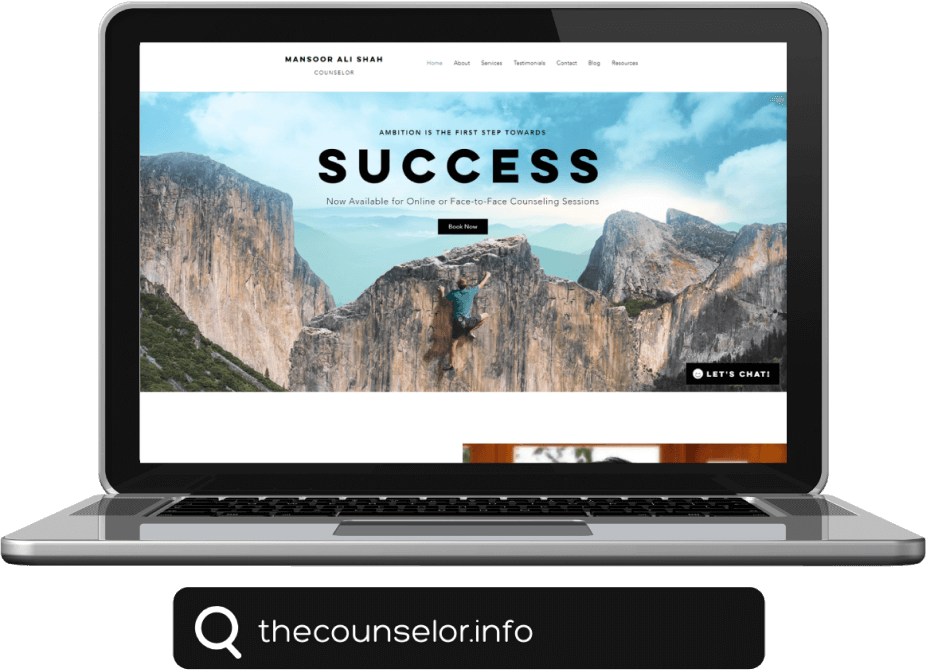 MANSOOR ALI SHAH
COUNSELOR
Home About Services Testimonials Contact Blog Resources
AMBITION IS THE FIRST STEP TOWARDS
SUCCESS
Now Available for Online or Face-to-Face Counseling Sessions
Book Now
LET'S CHAT!
thecounselor.info